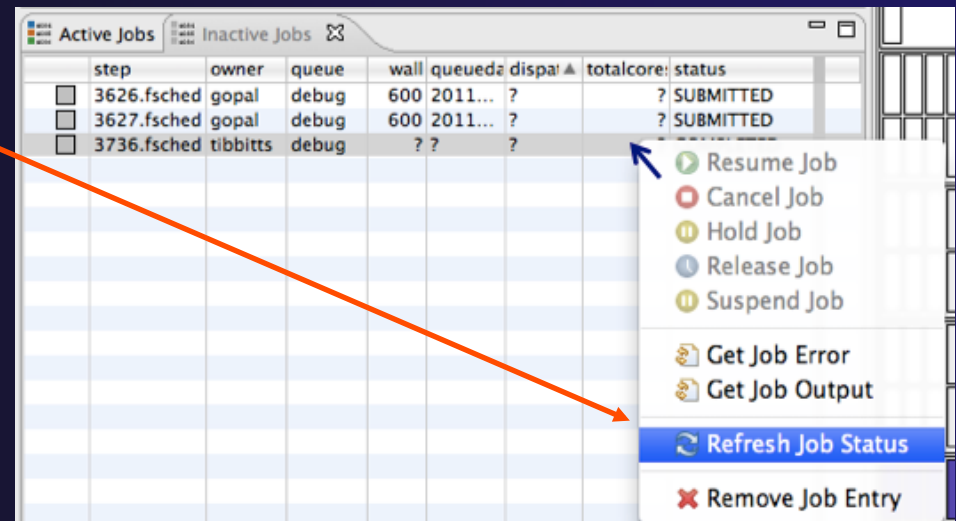 Active Jobs Inactive Jobs
step owner queue wall queueda dispat totalcore: status
3626.fsched gopal debug 600 2011... ? ? SUBMITTED
3627.fsched gopal debug 600 2011... ? ? SUBMITTED
3736.fsched tibbitts debug ? ? ?
Resume Job
Cancel Job
Hold Job
Release Job
Suspend Job
Get Job Error
Get Job Output
Refresh Job Status
Remove Job Entry